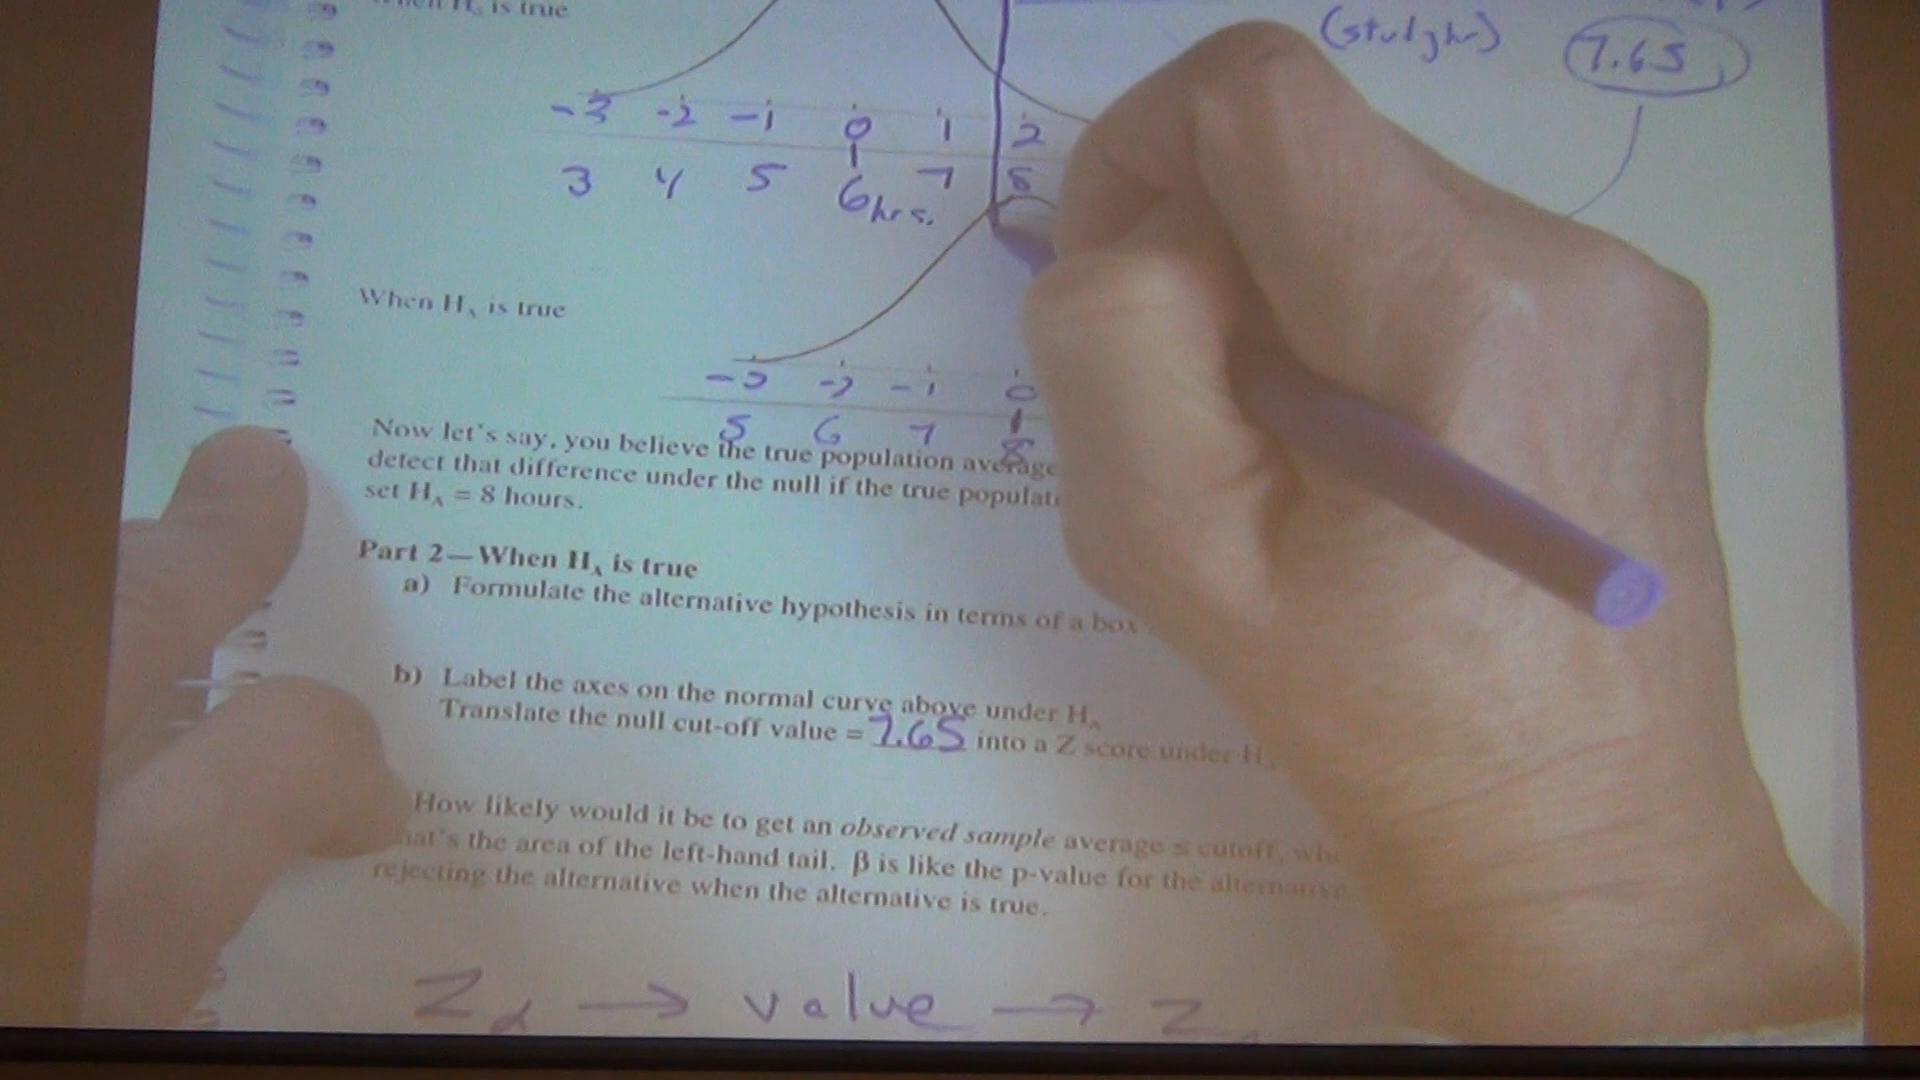 When H₀ is true
(study hr) 7.65
-3 -2 -1 0 1 2
3 4 5 6 hrs. 7 8
When Hₐ is true
-3 -2 -1 0
5 6 7 8
Now let's say, you believe the true population average
detect that difference under the null if the true
set Hₐ = 8 hours.
Part 2—When Hₐ is true
a) Formulate the alternative hypothesis in terms of a box
b) Label the axes on the normal curve above under Hₐ
Translate the null cut-off value = 7.65 into a Z score under Hₐ
How likely would it be to get an observed sample average ≤ cutoff,
the area of the left-hand tail. β is like the p-value for the alternative
rejecting the alternative when the alternative is true.
Z α → value → Z